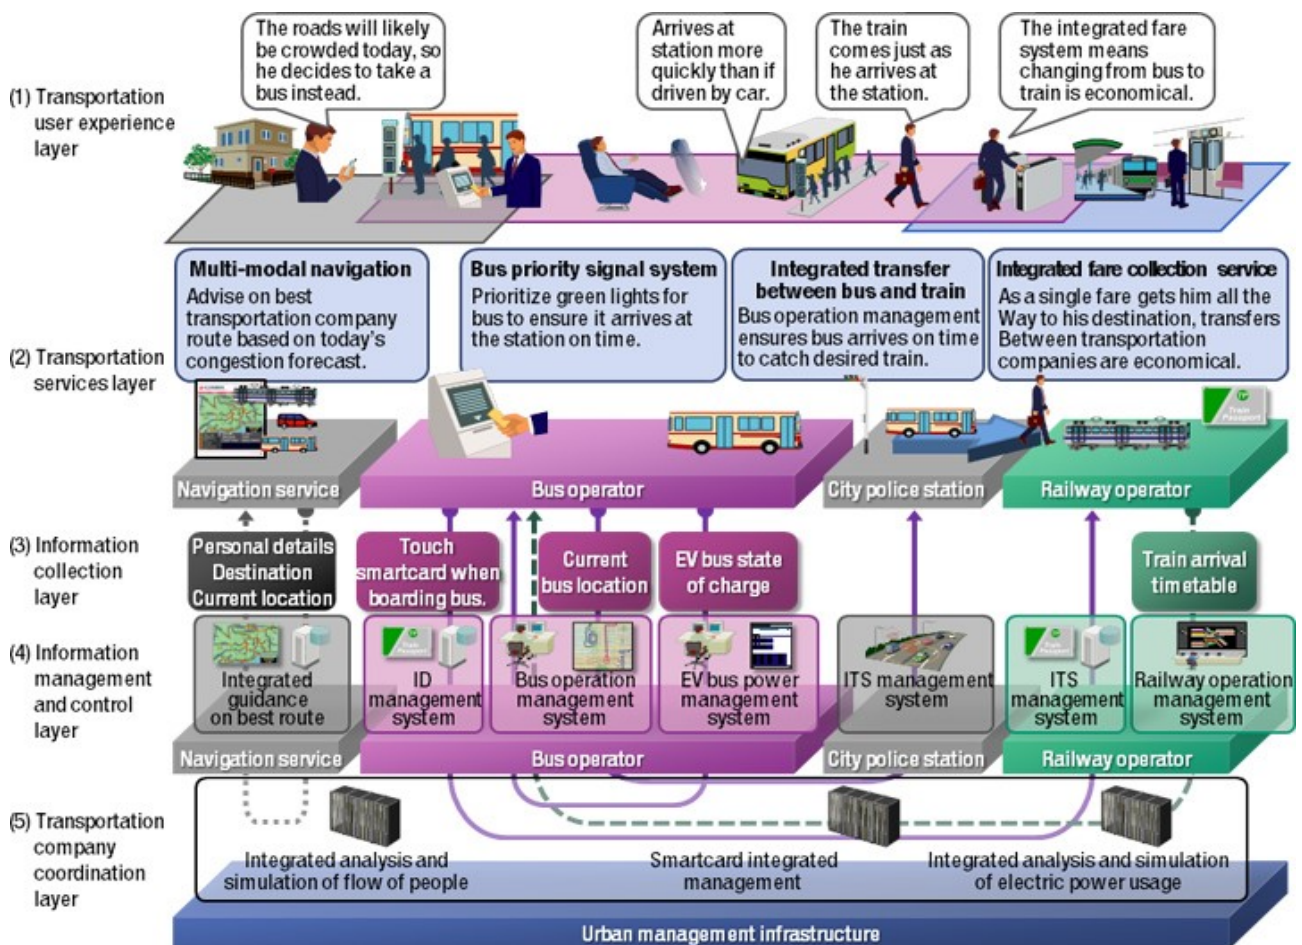 The roads will likely
be crowded today, so
he decides to take a
bus instead.
Arrives at
station more
quickly than if
driven by car.
The train
comes just as
he arrives at
the station.
The integrated fare
system means
changing from bus to
train is economical.
(1) Transportation
user experience
layer
Multi-modal navigation
Advise on best
transportation company
route based on today's
congestion forecast.
Bus priority signal system
Prioritize green lights for
bus to ensure it arrives at
the station on time.
Integrated transfer
between bus and train
Bus operation management
ensures bus arrives on time
to catch desired train.
Integrated fare collection service
As a single fare gets him all the
Way to his destination, transfers
Between transportation
companies are economical.
(2) Transportation
services layer
Train
Passport
Navigation service
Bus operator
City police station
Railway operator
(3) Information
collection
layer
Personal details
Destination
Current location
Touch
smartcard when
boarding bus.
Current
bus location
EV bus state
of charge
Train arrival
timetable
(4) Information
management
and control
layer
Integrated
guidance
on best route
Train
Passport
ID
management
system
Bus operation
management
system
EV bus power
management
system
ITS management
system
Train
Passport
ITS
management
system
Railway operation
management
system
Navigation service
Bus operator
City police station
Railway operator
(5) Transportation
company
coordination
layer
Integrated analysis and
simulation of flow of people
Smartcard integrated
management
Integrated analysis and simulation
of electric power usage
Urban management infrastructure